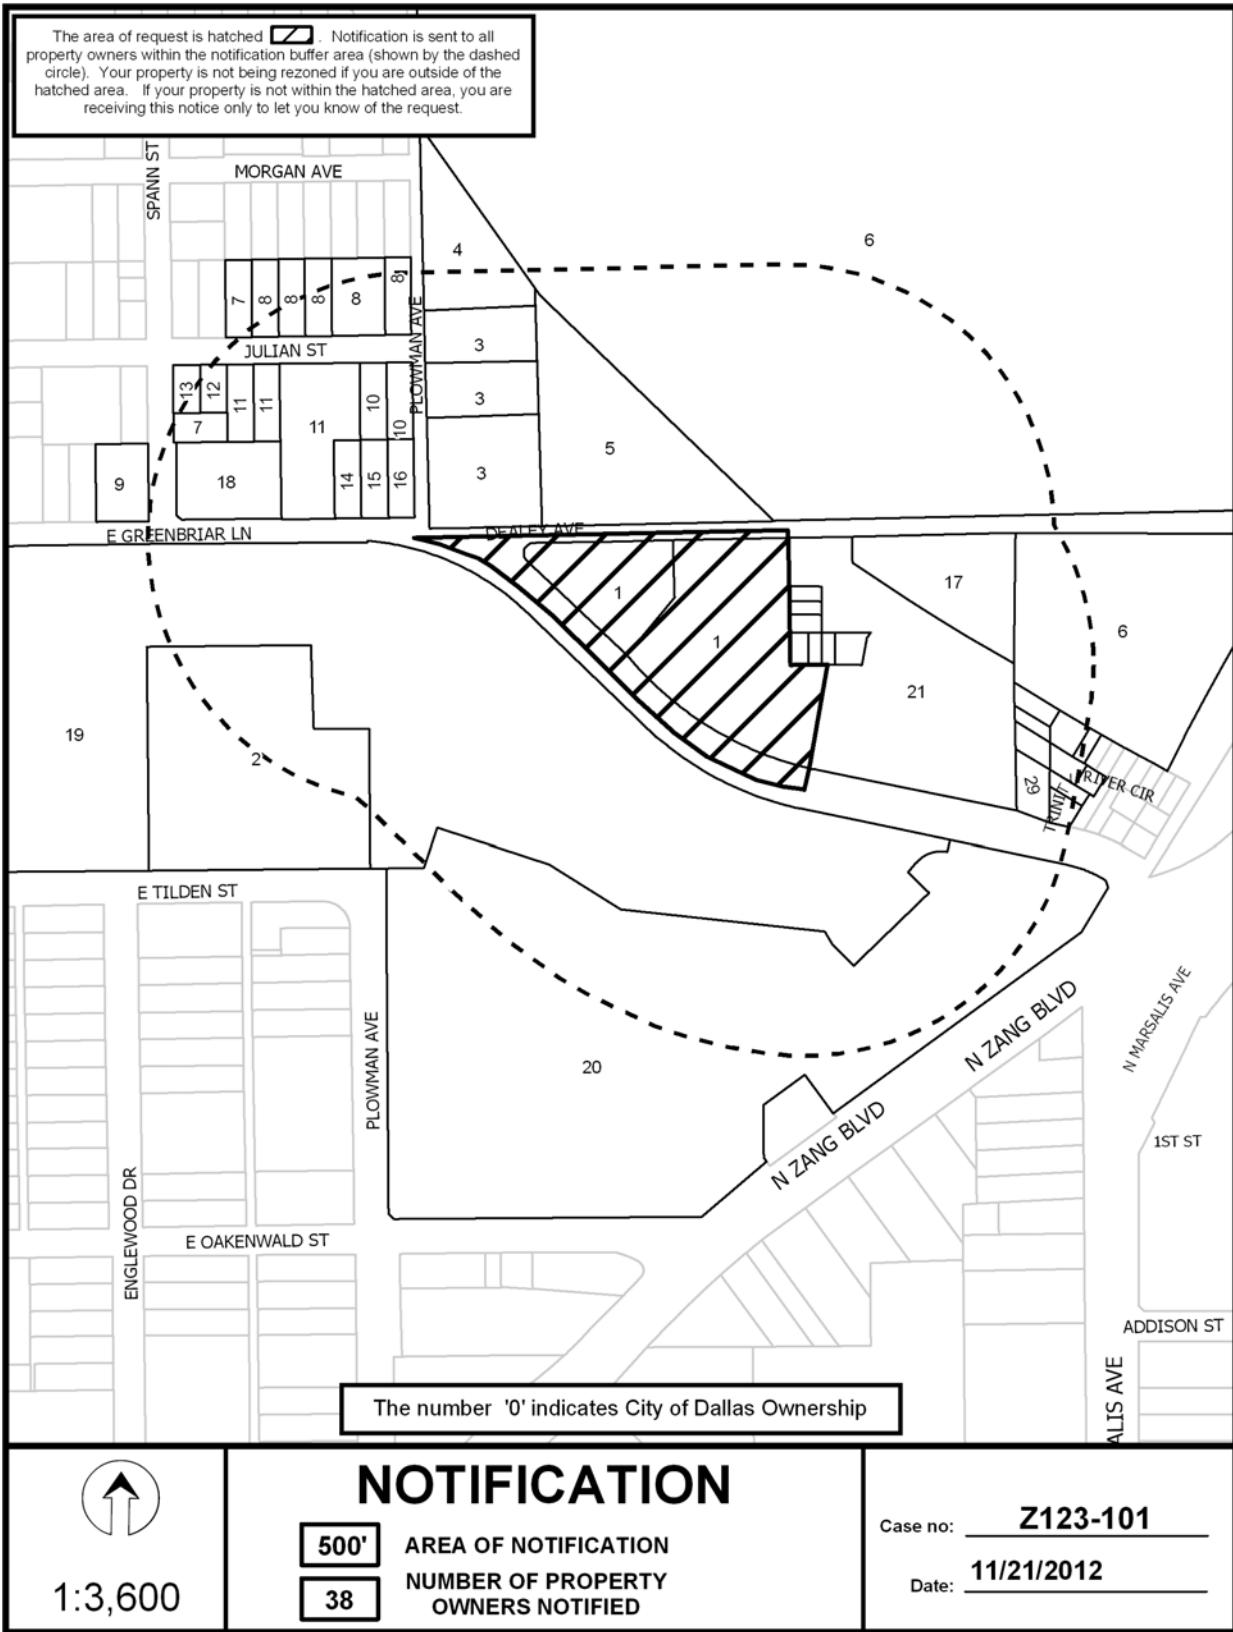 The area of request is hatched . Notification is sent to all
property owners within the notification buffer area (shown by the dashed
circle). Your property is not being rezoned if you are outside of the
hatched area. If your property is not within the hatched area, you are
receiving this notice only to let you know of the request.
SPANN ST
MORGAN AVE
4
6
7
8
8
8
8
8
PLOWMAN AVE
JULIAN ST
3
13
12
11
11
10
3
7
11
10
5
9
18
14
15
16
3
E GREENBRIAR LN
DEALEY AVE
1
17
1
6
21
19
2
29
RIVER CIR
TRINIT
E TILDEN ST
PLOWMAN AVE
20
N ZANG BLVD
N MARSALIS AVE
N ZANG BLVD
1ST ST
ENGLEWOOD DR
E OAKENWALD ST
ADDISON ST
ALIS AVE
The number '0' indicates City of Dallas Ownership
1:3,600
NOTIFICATION
500' AREA OF NOTIFICATION
38 NUMBER OF PROPERTY
OWNERS NOTIFIED
Case no: Z123-101
Date: 11/21/2012